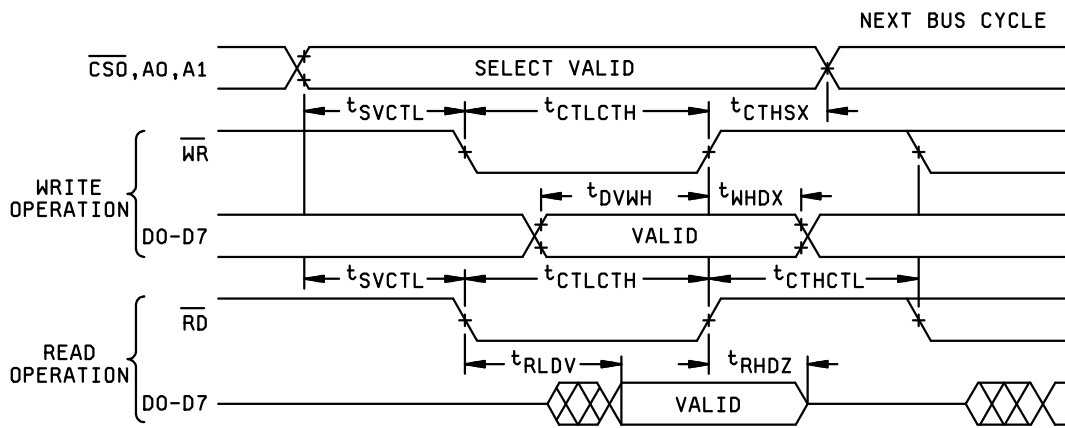 NEXT BUS CYCLE
CS0,A0,A1 SELECT VALID
tSVCTL tCTLCTH tCTHSX
WR
WRITE
OPERATION
tDVWH tWHDX
D0-D7 VALID
tSVCTL tCTLCTH tCTHCTL
RD
READ
OPERATION
tRLDV tRHDZ
D0-D7 VALID